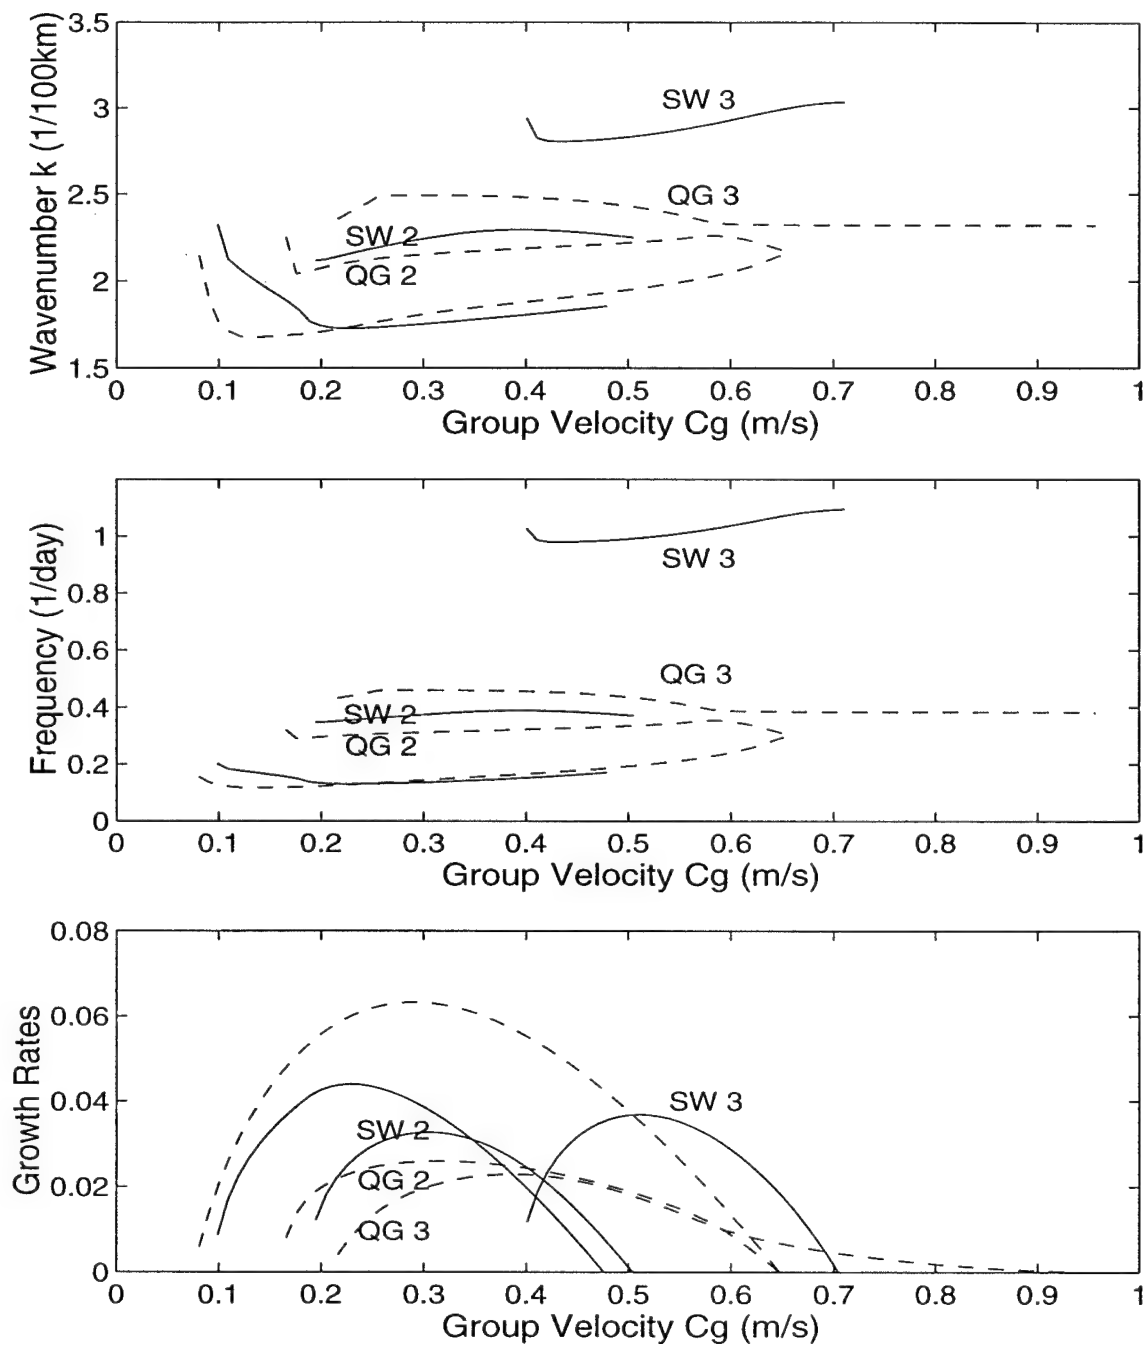 3.5
3
2.5
2
1.5
Wavenumber k (1/100km)
SW 3
QG 3
SW 2
QG 2
0 0.1 0.2 0.3 0.4 0.5 0.6 0.7 0.8 0.9 1
Group Velocity Cg (m/s)
1
0.8
0.6
0.4
0.2
0
Frequency (1/day)
SW 3
QG 3
SW 2
QG 2
0 0.1 0.2 0.3 0.4 0.5 0.6 0.7 0.8 0.9 1
Group Velocity Cg (m/s)
0.08
0.06
0.04
0.02
0
Growth Rates
SW 3
SW 2
QG 2
QG 3
0 0.1 0.2 0.3 0.4 0.5 0.6 0.7 0.8 0.9 1
Group Velocity Cg (m/s)